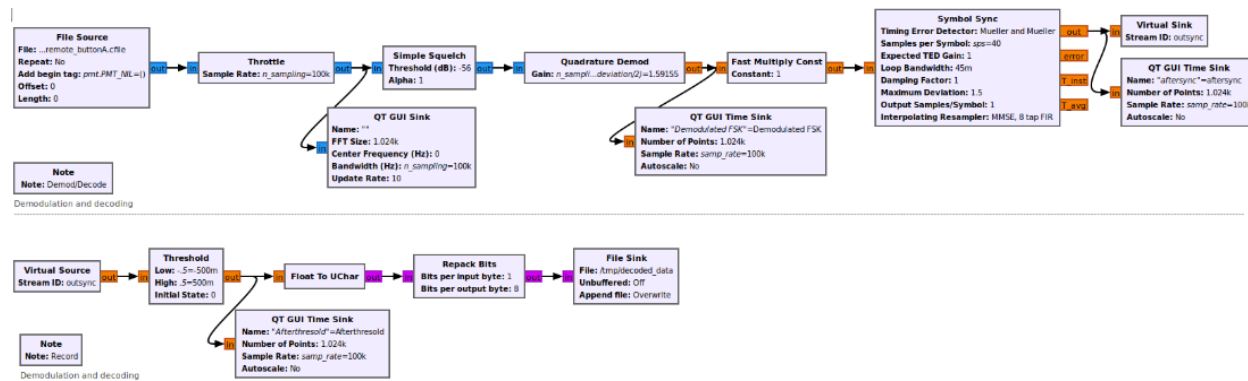 File Source
File: ...remote_buttonA.cfile
Repeat: No
Add begin tag: pmt.PMT_NIL=()
Offset: 0
Length: 0
out
in
Throttle
Sample Rate: n_sampling=100k
out
in
Simple Squelch
Threshold (dB): -56
Alpha: 1
out
in
Quadrature Demod
Gain: n_sampli...deviation/2)=1.59155
out
in
Fast Multiply Const
Constant: 1
out
in
Symbol Sync
Timing Error Detector: Mueller and Mueller
Samples per Symbol: sps=40
Expected TED Gain: 1
Loop Bandwidth: 45m
Damping Factor: 1
Maximum Deviation: 1.5
Output Samples/Symbol: 1
Interpolating Resampler: MMSE, 8 tap FIR
out
error
T_inst
T_avg
in
Virtual Sink
Stream ID: outsync
in
QT GUI Time Sink
Name: "aftersync"=aftersync
Number of Points: 1.024k
Sample Rate: samp_rate=100k
Autoscale: No
in
QT GUI Sink
Name: ""
FFT Size: 1.024k
Center Frequency (Hz): 0
Bandwidth (Hz): n_sampling=100k
Update Rate: 10
in
QT GUI Time Sink
Name: "Demodulated FSK"=Demodulated FSK
Number of Points: 1.024k
Sample Rate: samp_rate=100k
Autoscale: No
Note
Note: Demod/Decode
Demodulation and decoding
Virtual Source
Stream ID: outsync
out
in
Threshold
Low: -.5=-500m
High: .5=500m
Initial State: 0
out
in
Float To UChar
out
in
Repack Bits
Bits per input byte: 1
Bits per output byte: 8
out
in
File Sink
File: /tmp/decoded_data
Unbuffered: Off
Append file: Overwrite
in
QT GUI Time Sink
Name: "Afterthresold"=Afterthresold
Number of Points: 1.024k
Sample Rate: samp_rate=100k
Autoscale: No
Note
Note: Record
Demodulation and decoding